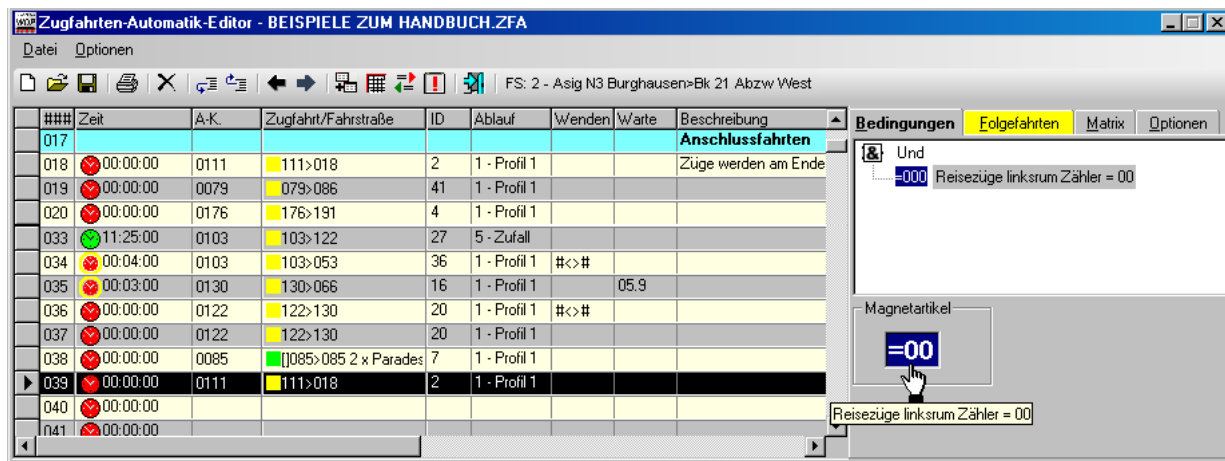 Zugfahrten-Automatik-Editor - BEISPIELE ZUM HANDBUCH.ZFA
Datei Optionen
FS: 2 - Asig N3 Burghausen>Bk 21 Abzw West
### Zeit A-K. Zugfahrt/Fahrstraße ID Ablauf Wenden Warte Beschreibung
017 Anschlussfahrten
018 00:00:00 0111 111>018 2 1 - Profil 1 Züge werden am Ende
019 00:00:00 0079 079>086 41 1 - Profil 1
020 00:00:00 0176 176>191 4 1 - Profil 1
033 11:25:00 0103 103>122 27 5 - Zufall
034 00:04:00 0103 103>053 36 1 - Profil 1 #<>#
035 00:03:00 0130 130>066 16 1 - Profil 1 05.9
036 00:00:00 0122 122>130 20 1 - Profil 1 #<>#
037 00:00:00 0122 122>130 20 1 - Profil 1
038 00:00:00 0085 []085>085 2 x Parades 7 1 - Profil 1
039 00:00:00 0111 111>018 2 1 - Profil 1
040 00:00:00
041 00:00:00
Bedingungen Folgefahrten Matrix Optionen
& Und
=000 Reisezüge linksrum Zähler = 00
Magnetartikel
=00
Reisezüge linksrum Zähler = 00